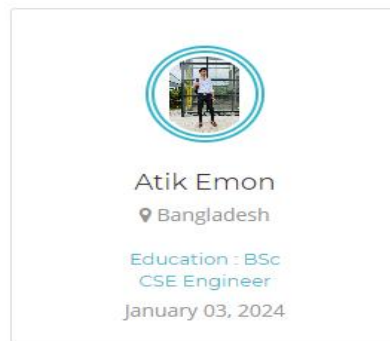 Atik Emon
Bangladesh
Education : BSc
CSE Engineer
January 03, 2024